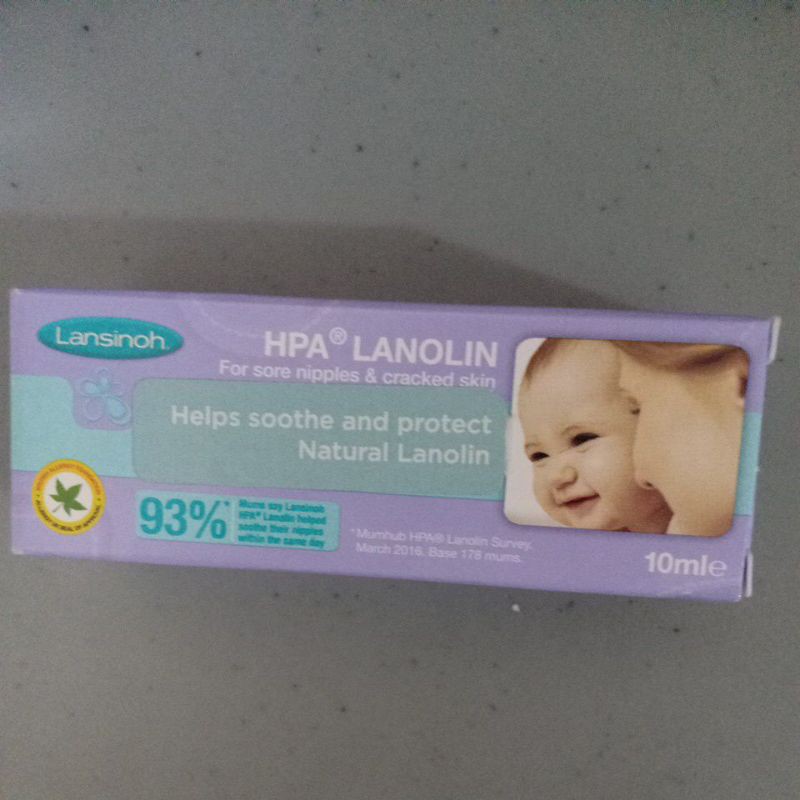 Lansinoh
HPA® LANOLIN
For sore nipples & cracked skin
Helps soothe and protect
Natural Lanolin
93%*
Mums say Lansinoh
HPA® Lanolin helped
soothe their nipples
within the same day
*Mumhub HPA® Lanolin Survey,
March 2016. Base 178 mums.
10ml℮